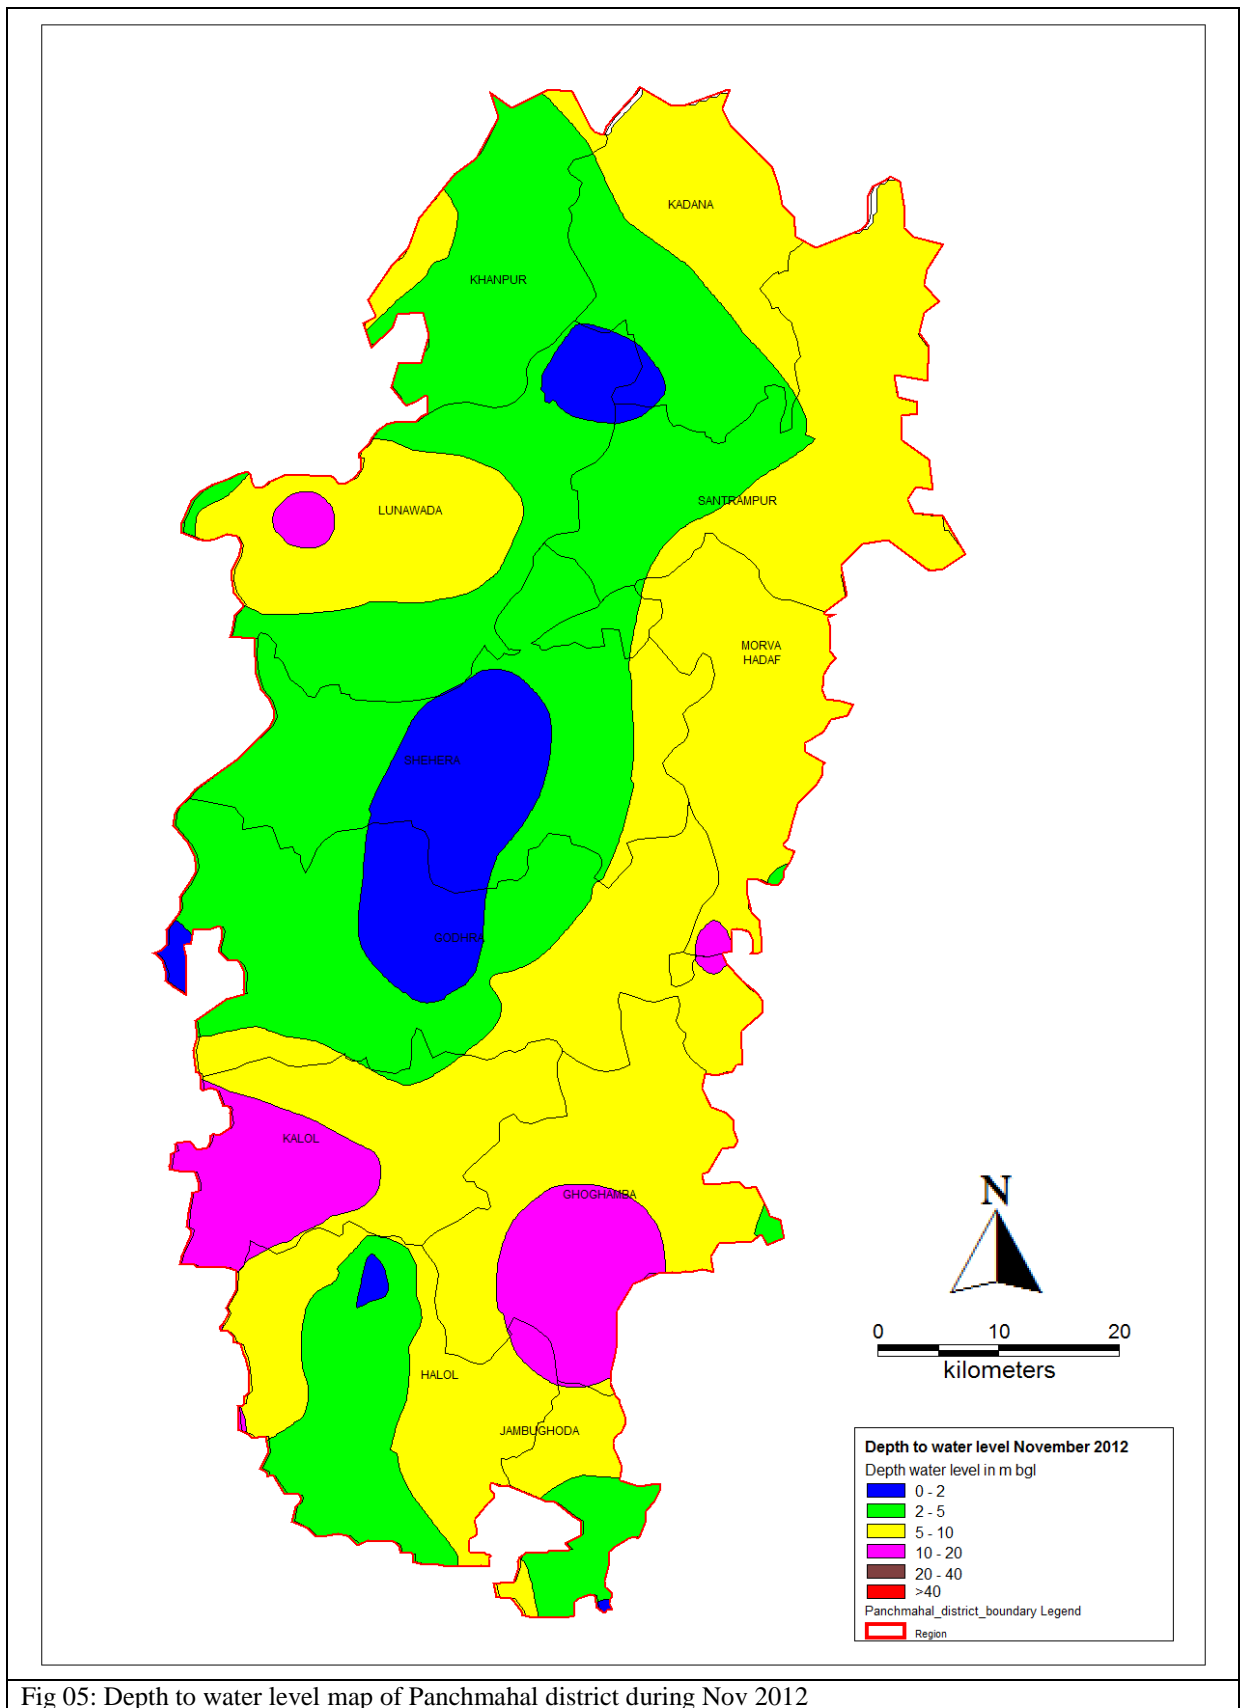 KADANA
KHANPUR
LUNAWADA
SANTRAMPUR
MORVA
HADAF
SHEHERA
GODHRA
KALOL
GHOGHAMBA
N
0 10 20
kilometers
HALOL
JAMBUGHODA
Depth to water level November 2012
Depth water level in m bgl
0 - 2
2 - 5
5 - 10
10 - 20
20 - 40
>40
Panchmahal_district_boundary Legend
Region
Fig 05: Depth to water level map of Panchmahal district during Nov 2012